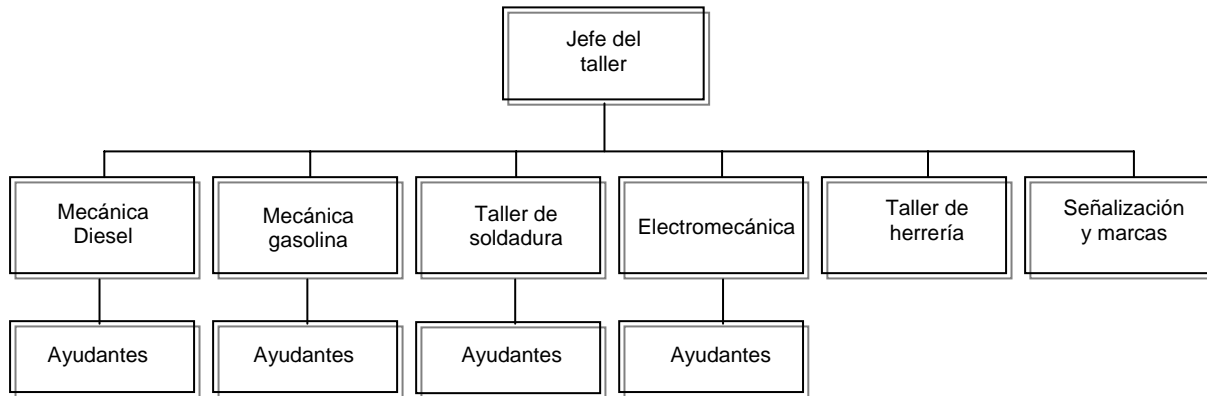 Jefe del
taller
Mecánica
Diesel
Mecánica
gasolina
Taller de
soldadura
Electromecánica
Taller de
herrería
Señalización
y marcas
Ayudantes
Ayudantes
Ayudantes
Ayudantes